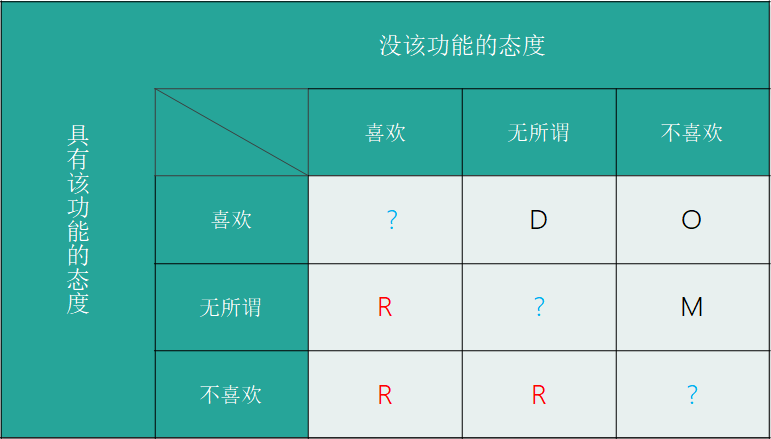 没该功能的态度
具有该功能的态度
喜欢 无所谓 不喜欢
喜欢 ? D O
无所谓 R ? M
不喜欢 R R ?